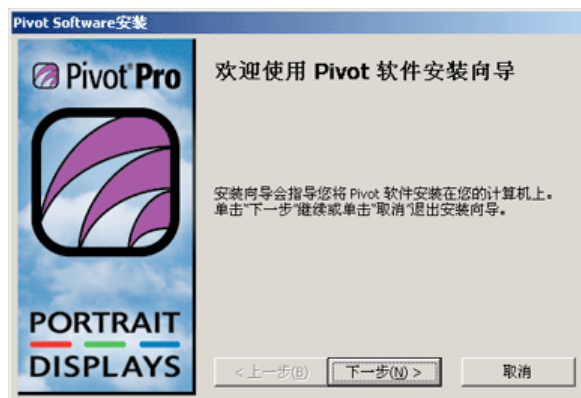 Pivot Software安装
Pivot®Pro
欢迎使用 Pivot 软件安装向导
安装向导会指导您将 Pivot 软件安装在您的计算机上。
单击"下一步"继续或单击"取消"退出安装向导。
PORTRAIT
DISPLAYS
< 上一步(B)
下一步(N) >
取消